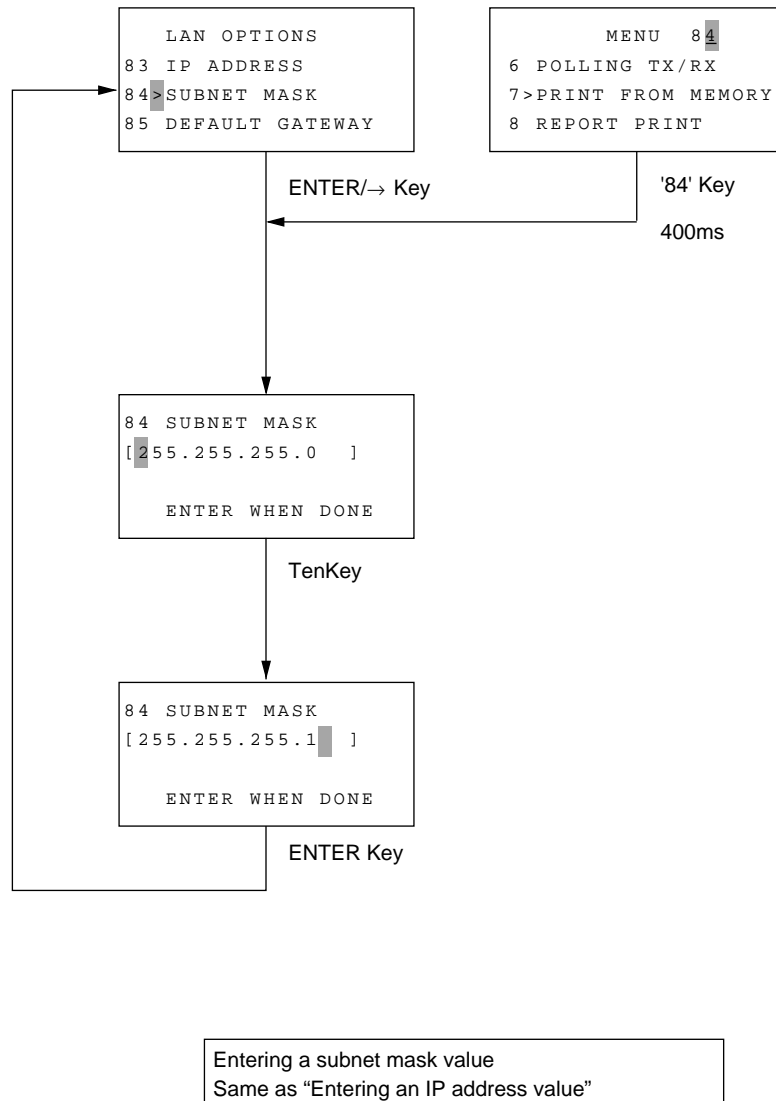 LAN OPTIONS
83 IP ADDRESS
84>SUBNET MASK
85 DEFAULT GATEWAY
MENU 84
6 POLLING TX/RX
7>PRINT FROM MEMORY
8 REPORT PRINT
ENTER/→ Key
'84' Key
400ms
84 SUBNET MASK
[255.255.255.0 ]
ENTER WHEN DONE
TenKey
84 SUBNET MASK
[255.255.255.1 ]
ENTER WHEN DONE
ENTER Key
Entering a subnet mask value
Same as “Entering an IP address value”